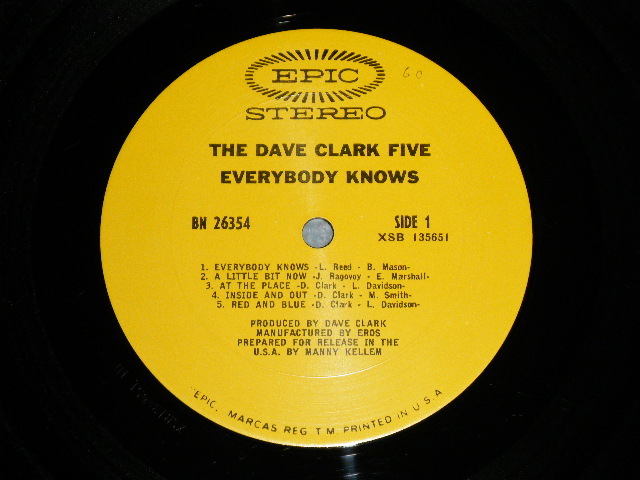 EPIC
60
STEREO
THE DAVE CLARK FIVE
EVERYBODY KNOWS
BN 26354
SIDE 1
XSB 135651
1. EVERYBODY KNOWS -L. Reed - B. Mason-
2. A LITTLE BIT NOW -J. Ragovoy - E. Marshall-
3. AT THE PLACE -D. Clark - L. Davidson-
4. INSIDE AND OUT -D. Clark - M. Smith-
5. RED AND BLUE -D. Clark - L. Davidson-
PRODUCED BY DAVE CLARK
MANUFACTURED BY EROS
PREPARED FOR RELEASE IN THE
U.S.A. BY MANNY KELLEM
"EPIC," MARCAS REG T M PRINTED IN U.S.A.